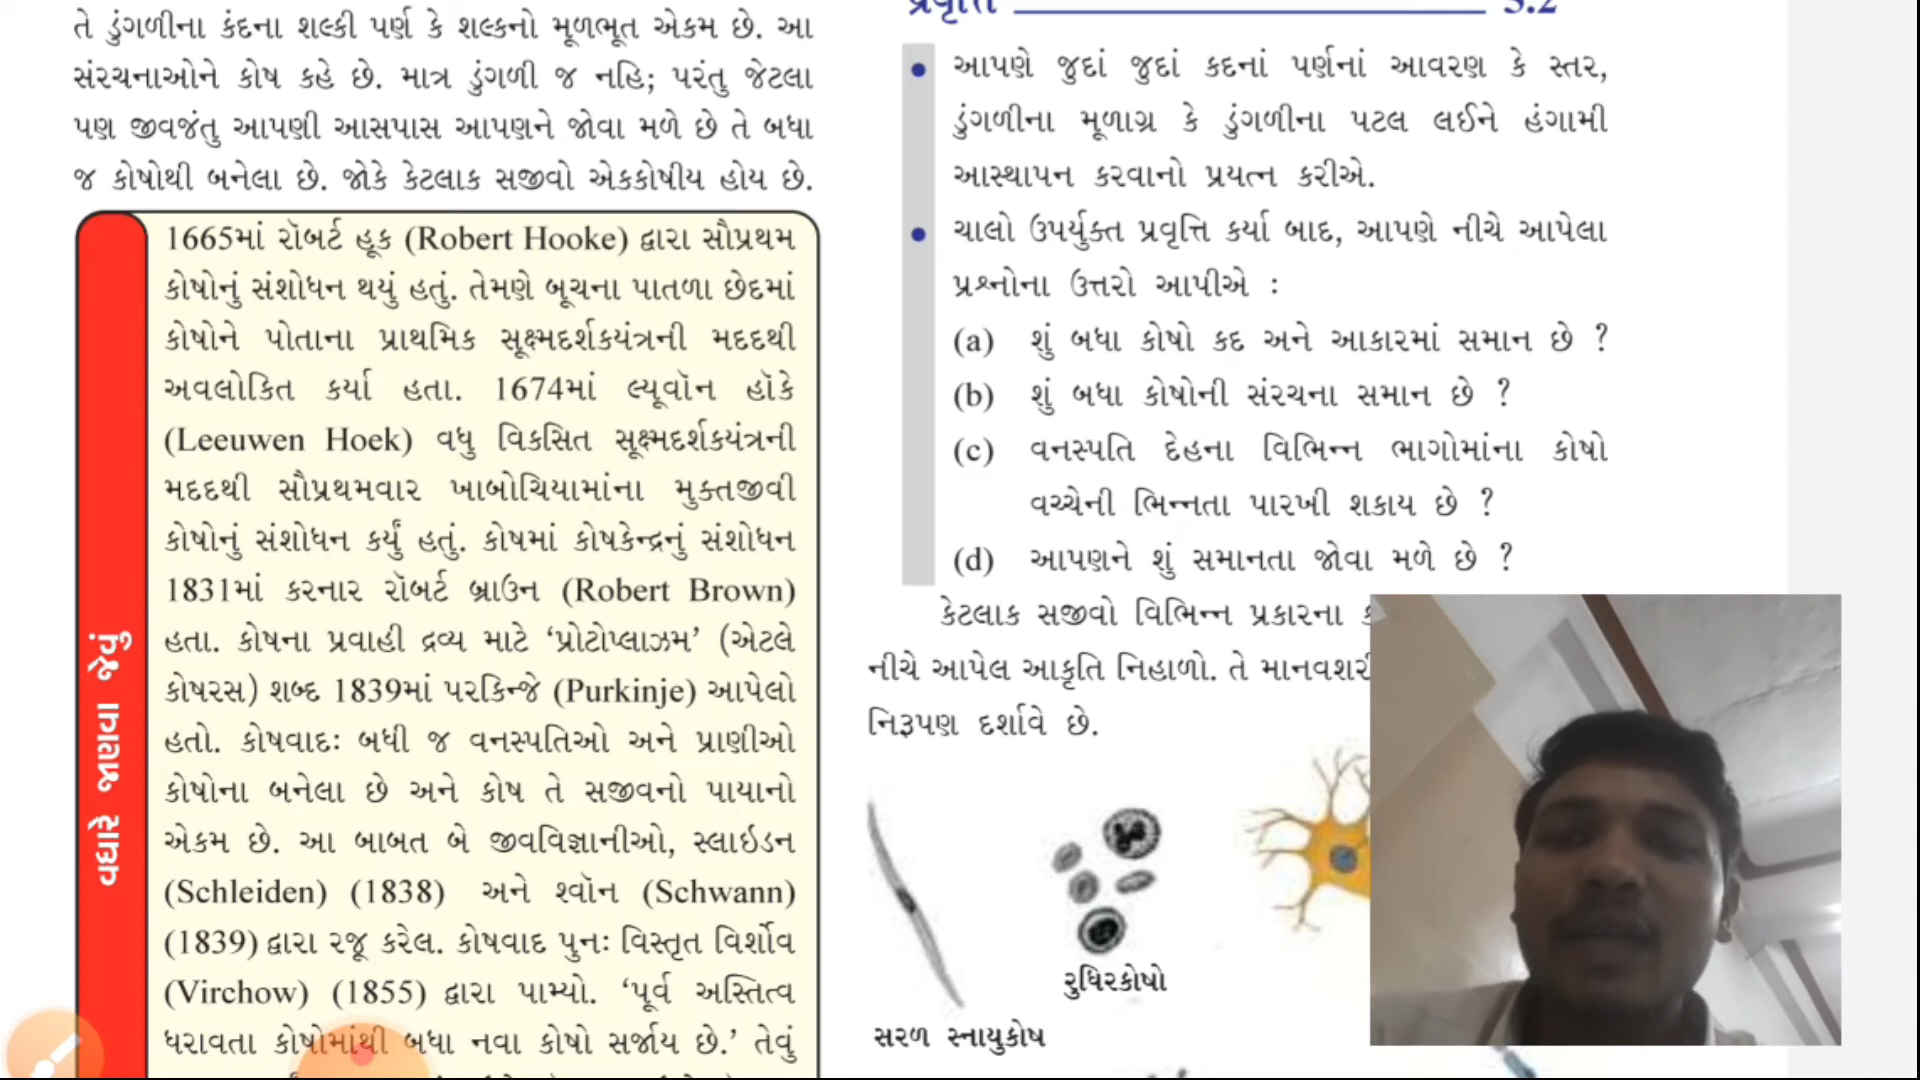 તે ડુંગળીના કંદના શલ્કી પર્ણ કે શલ્કનો મૂળભૂત એકમ છે. આ
સંરચનાઓને કોષ કહે છે. માત્ર ડુંગળી જ નહિ; પરંતુ જેટલા
પણ જીવજંતુ આપણી આસપાસ આપણને જોવા મળે છે તે બધા
જ કોષોથી બનેલા છે. જોકે કેટલાક સજીવો એકકોષીય હોય છે.
વધારે જાણવા જેવું
1665માં રૉબર્ટ હૂક (Robert Hooke) દ્વારા સૌપ્રથમ
કોષોનું સંશોધન થયું હતું. તેમણે બૂચના પાતળા છેદમાં
કોષોને પોતાના પ્રાથમિક સૂક્ષ્મદર્શકયંત્રની મદદથી
અવલોકિત કર્યા હતા. 1674માં લ્યૂવૉન હૉકે
(Leeuwen Hoek) વધુ વિકસિત સૂક્ષ્મદર્શકયંત્રની
મદદથી સૌપ્રથમવાર ખાબોચિયામાંના મુક્તજીવી
કોષોનું સંશોધન કર્યું હતું. કોષમાં કોષકેન્દ્રનું સંશોધન
1831માં કરનાર રૉબર્ટ બ્રાઉન (Robert Brown)
હતા. કોષના પ્રવાહી દ્રવ્ય માટે ‘પ્રોટોપ્લાઝમ’ (એટલે
કોષરસ) શબ્દ 1839માં પરકિન્જે (Purkinje) આપેલો
હતો. કોષવાદઃ બધી જ વનસ્પતિઓ અને પ્રાણીઓ
કોષોના બનેલા છે અને કોષ તે સજીવનો પાયાનો
એકમ છે. આ બાબત બે જીવવિજ્ઞાનીઓ, સ્લાઇડન
(Schleiden) (1838) અને શ્વૉન (Schwann)
(1839) દ્વારા રજૂ કરેલ. કોષવાદ પુનઃ વિસ્તૃત વિર્શોવ
(Virchow) (1855) દ્વારા પામ્યો. ‘પૂર્વ અસ્તિત્વ
ધરાવતા કોષોમાંથી બધા નવા કોષો સર્જાય છે.’ તેવું
પ્રવૃત્તિ 5.2
• આપણે જુદાં જુદાં કદનાં પર્ણનાં આવરણ કે સ્તર,
ડુંગળીના મૂળાગ્ર કે ડુંગળીના પટલ લઈને હંગામી
આસ્થાપન કરવાનો પ્રયત્ન કરીએ.
• ચાલો ઉપર્યુક્ત પ્રવૃત્તિ કર્યા બાદ, આપણે નીચે આપેલા
પ્રશ્નોના ઉત્તરો આપીએ :
(a) શું બધા કોષો કદ અને આકારમાં સમાન છે ?
(b) શું બધા કોષોની સંરચના સમાન છે ?
(c) વનસ્પતિ દેહના વિભિન્ન ભાગોમાંના કોષો
વચ્ચેની ભિન્નતા પારખી શકાય છે ?
(d) આપણને શું સમાનતા જોવા મળે છે ?
કેટલાક સજીવો વિભિન્ન પ્રકારના
નીચે આપેલ આકૃતિ નિહાળો. તે
નિરૂપણ દર્શાવે છે.
રુધિરકોષો
સરળ સ્નાયુકોષ